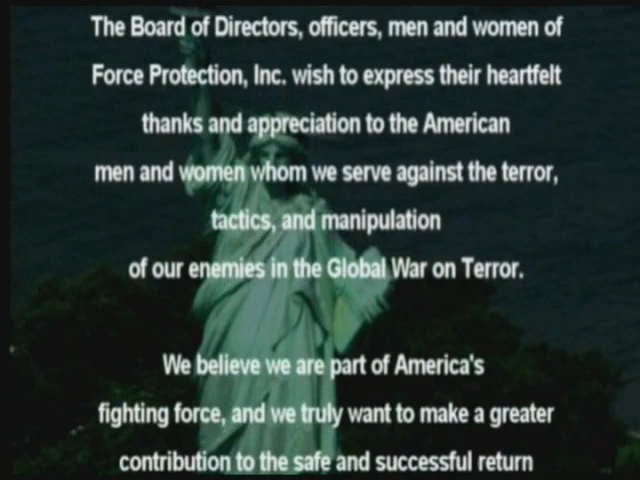 The Board of Directors, officers, men and women of
Force Protection, Inc. wish to express their heartfelt
thanks and appreciation to the American
men and women whom we serve against the terror,
tactics, and manipulation
of our enemies in the Global War on Terror.
We believe we are part of America's
fighting force, and we truly want to make a greater
contribution to the safe and successful return